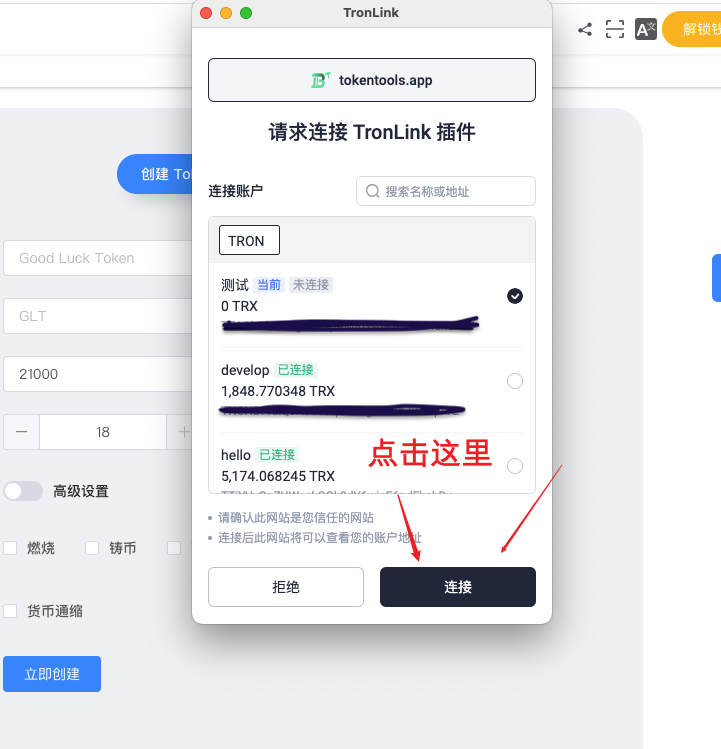 TronLink
解锁钱
tokentools.app
请求连接 TronLink 插件
创建 To
连接账户
搜索名称或地址
TRON
Good Luck Token
测试 当前 未连接
0 TRX
GLT
develop 已连接
1,848.770348 TRX
21000
18
hello 已连接
点击这里
5,174.068245 TRX
高级设置
请确认此网站是您信任的网站
连接后此网站将可以查看您的账户地址
燃烧
铸币
拒绝
连接
货币通缩
立即创建